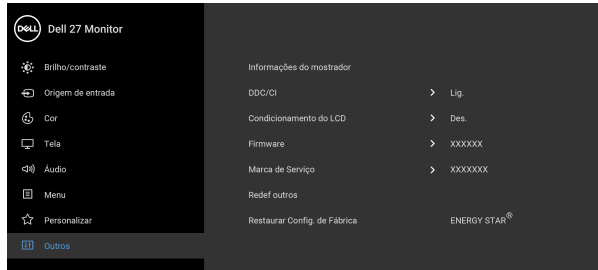 DELL Dell 27 Monitor
Brilho/contraste
Origem de entrada
Cor
Tela
Áudio
Menu
Personalizar
Outros
Informações do mostrador
DDC/CI Lig.
Condicionamento do LCD Des.
Firmware XXXXXX
Marca de Serviço XXXXXXX
Redef outros
Restaurar Config. de Fábrica ENERGY STAR®